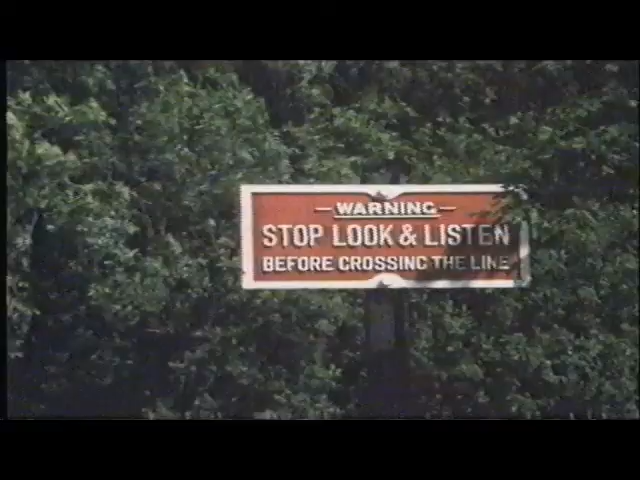 WARNING
STOP LOOK & LISTEN
BEFORE CROSSING THE LINE